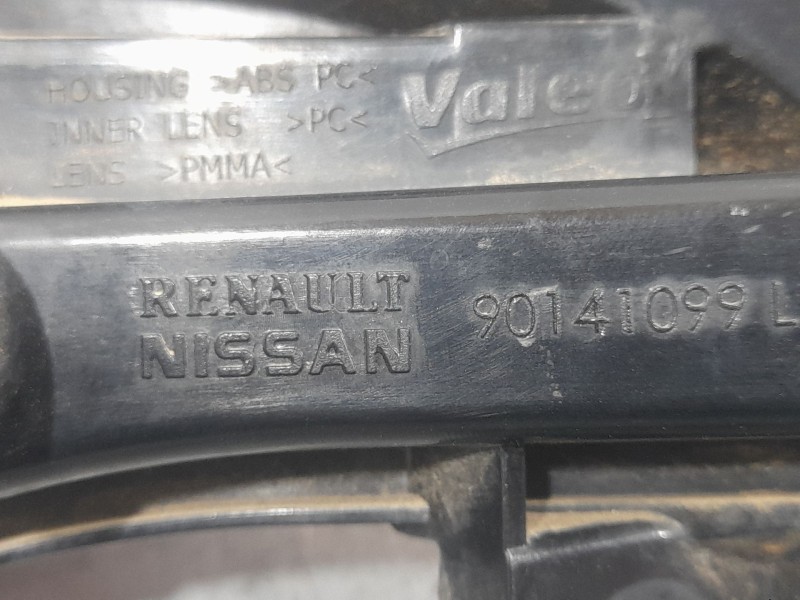 HOUSING >ABS PC<
INNER LENS >PC<
LENS >PMMA<
Valeo
RENAULT
NISSAN
90141099 L